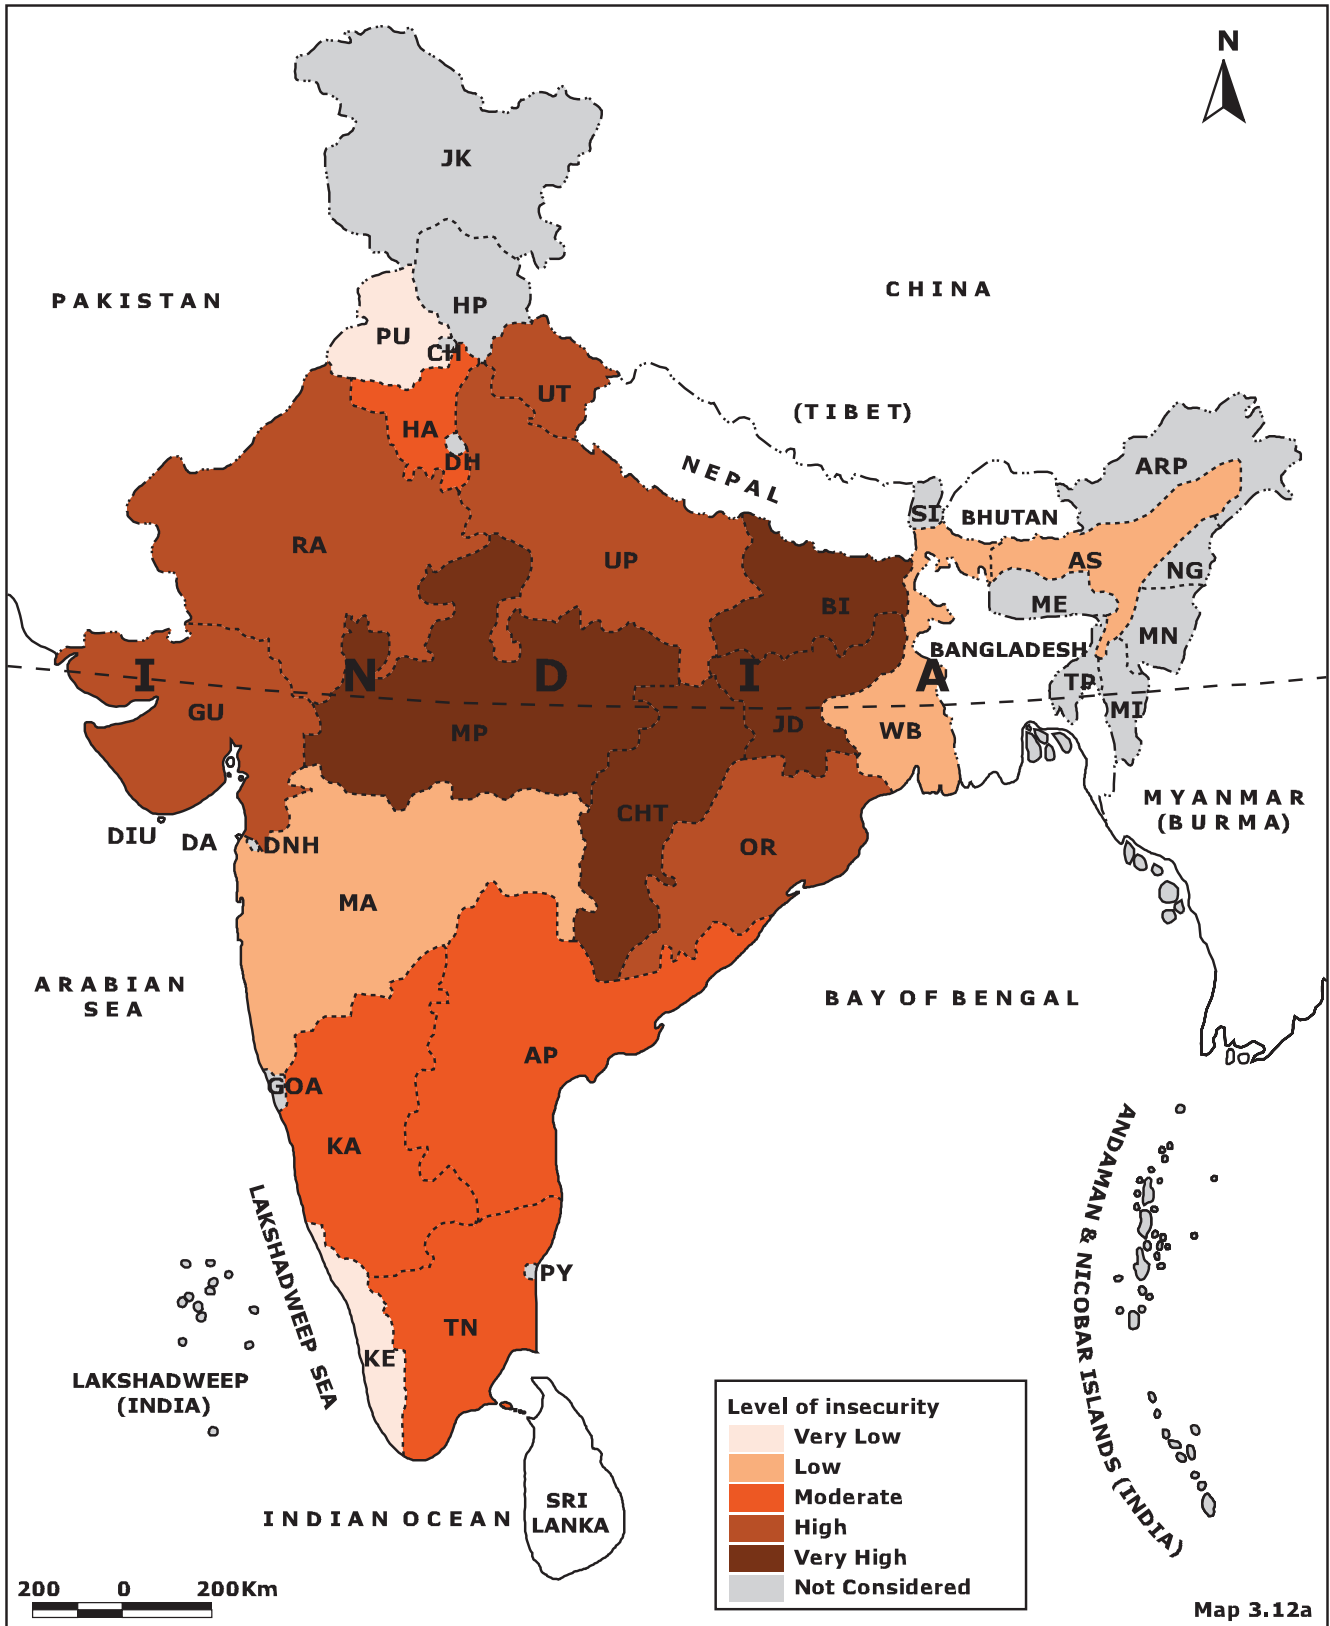 N
JK
PAKISTAN
CHINA
HP
PU
CH
UT
(TIBET)
HA
DH
NEPAL
ARP
SI
BHUTAN
RA
UP
AS
NG
BI
ME
MN
BANGLADESH
I N D I A
TP
GU
MI
MP
JD
WB
MYANMAR
(BURMA)
CHT
DIU
DA
DNH
OR
MA
ARABIAN
SEA
BAY OF BENGAL
AP
GOA
KA
ANDAMAN & NICOBAR ISLANDS (INDIA)
LAKSHADWEEP SEA
PY
TN
KE
LAKSHADWEEP
(INDIA)
Level of insecurity
Very Low
Low
Moderate
High
Very High
Not Considered
SRI
LANKA
INDIAN OCEAN
200 0 200Km
Map 3.12a